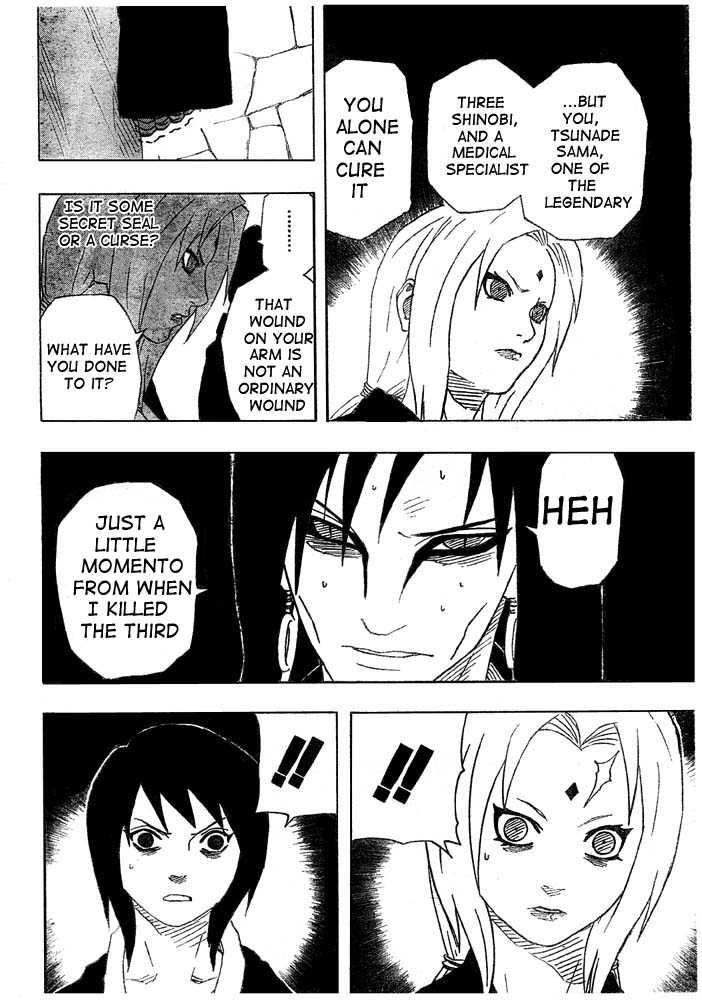 ...BUT
YOU,
TSUNADE
SAMA,
ONE OF
THE
LEGENDARY
THREE
SHINOBI,
AND A
MEDICAL
SPECIALIST
YOU
ALONE
CAN
CURE
IT
........
THAT
WOUND
ON YOUR
ARM IS
NOT AN
ORDINARY
WOUND
IS IT SOME
SECRET SEAL
OR A CURSE?
WHAT HAVE
YOU DONE
TO IT?
HEH
JUST A
LITTLE
MOMENTO
FROM WHEN
I KILLED
THE THIRD
!!
!!